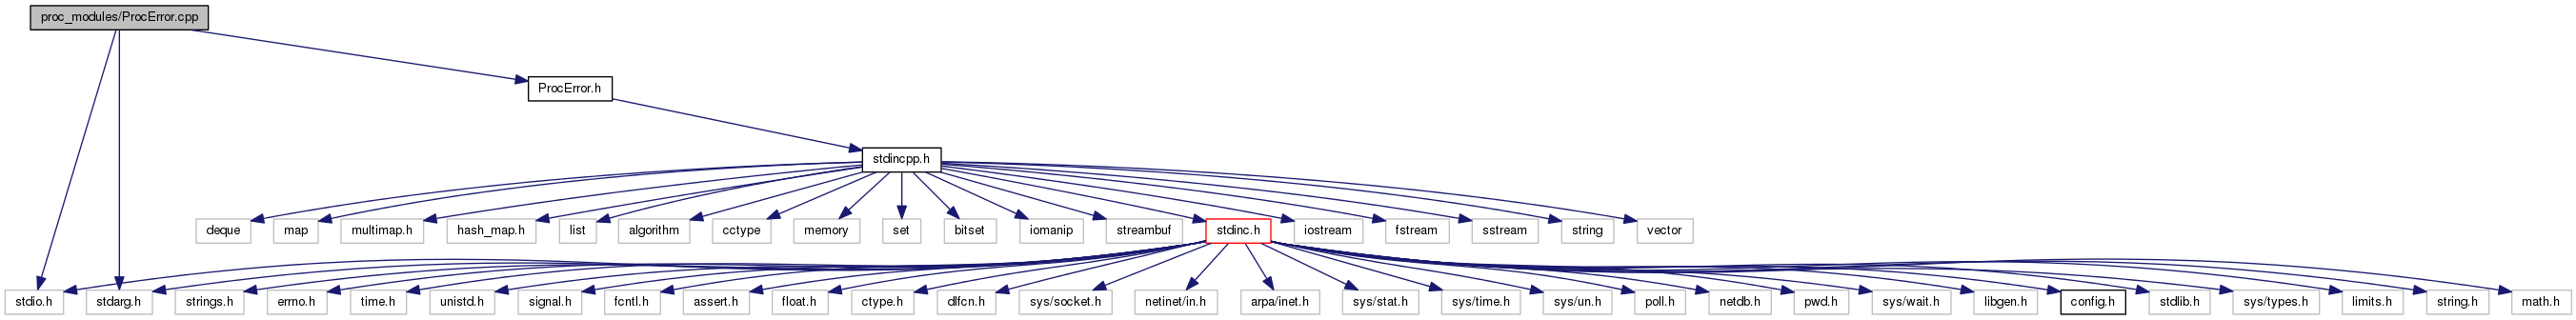 proc_modules/ProcError.cpp
ProcError.h
stdincpp.h
deque
map
multimap.h
hash_map.h
list
algorithm
cctype
memory
set
bitset
iomanip
streambuf
stdinc.h
iostream
fstream
sstream
string
vector
stdio.h
stdarg.h
strings.h
errno.h
time.h
unistd.h
signal.h
fcntl.h
assert.h
float.h
ctype.h
dlfcn.h
sys/socket.h
netinet/in.h
arpa/inet.h
sys/stat.h
sys/time.h
sys/un.h
poll.h
netdb.h
pwd.h
sys/wait.h
libgen.h
config.h
stdlib.h
sys/types.h
limits.h
string.h
math.h